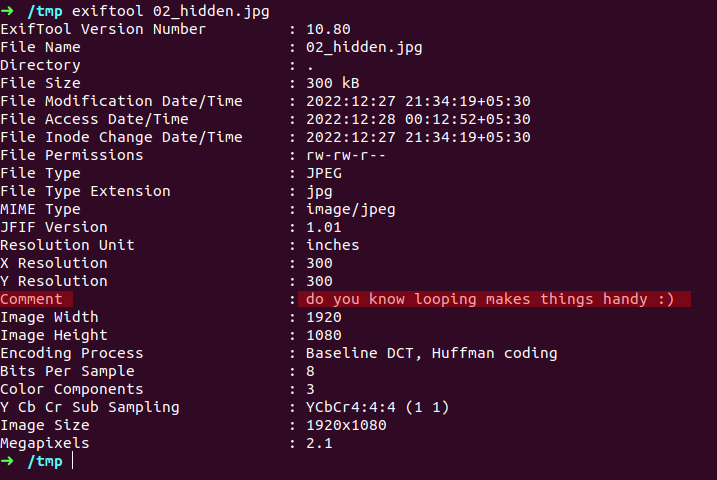 ➜ /tmp exiftool 02_hidden.jpg
ExifTool Version Number : 10.80
File Name : 02_hidden.jpg
Directory : .
File Size : 300 kB
File Modification Date/Time : 2022:12:27 21:34:19+05:30
File Access Date/Time : 2022:12:28 00:12:52+05:30
File Inode Change Date/Time : 2022:12:27 21:34:19+05:30
File Permissions : rw-rw-r--
File Type : JPEG
File Type Extension : jpg
MIME Type : image/jpeg
JFIF Version : 1.01
Resolution Unit : inches
X Resolution : 300
Y Resolution : 300
Comment : do you know looping makes things handy :)
Image Width : 1920
Image Height : 1080
Encoding Process : Baseline DCT, Huffman coding
Bits Per Sample : 8
Color Components : 3
Y Cb Cr Sub Sampling : YCbCr4:4:4 (1 1)
Image Size : 1920x1080
Megapixels : 2.1
➜ /tmp